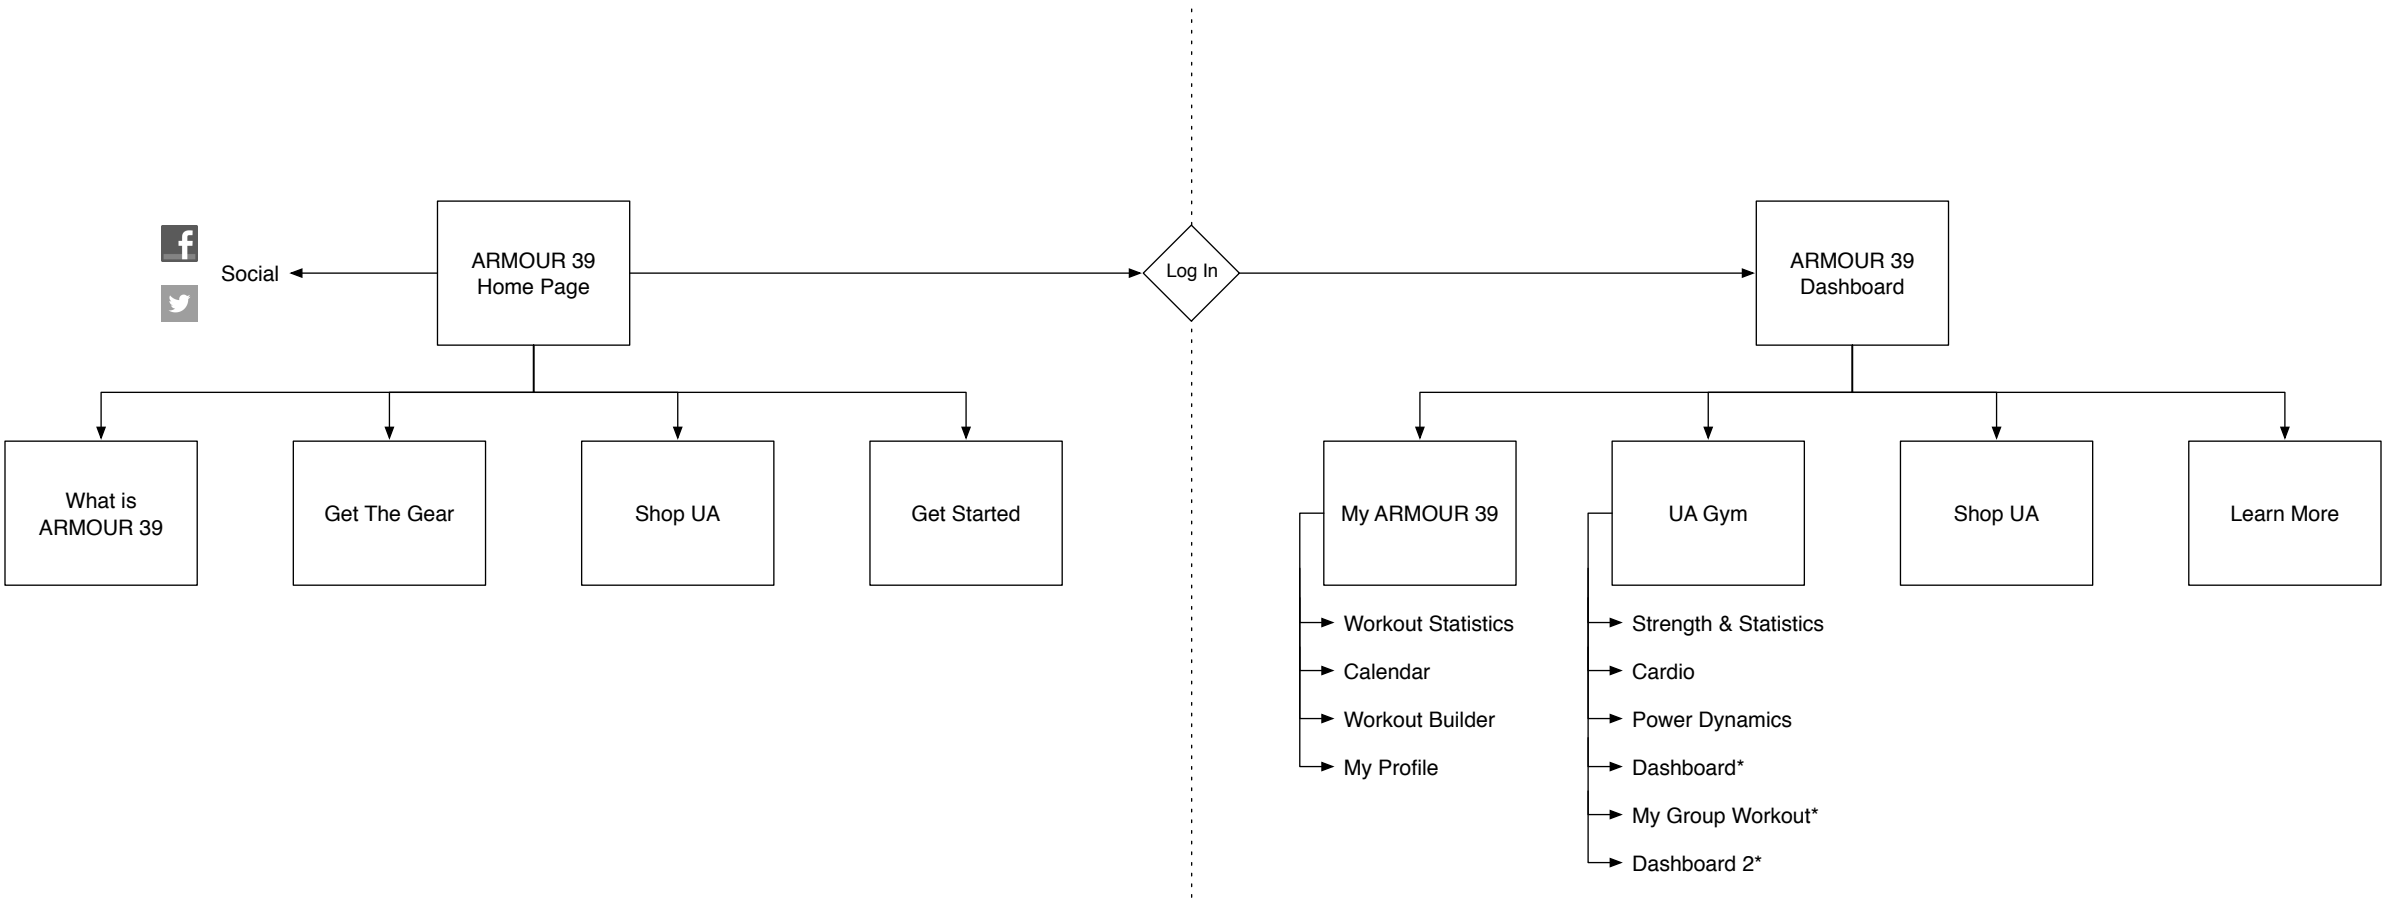 Social
ARMOUR 39
Home Page
Log In
ARMOUR 39
Dashboard
What is
ARMOUR 39
Get The Gear
Shop UA
Get Started
My ARMOUR 39
UA Gym
Shop UA
Learn More
Workout Statistics
Calendar
Workout Builder
My Profile
Strength & Statistics
Cardio
Power Dynamics
Dashboard*
My Group Workout*
Dashboard 2*